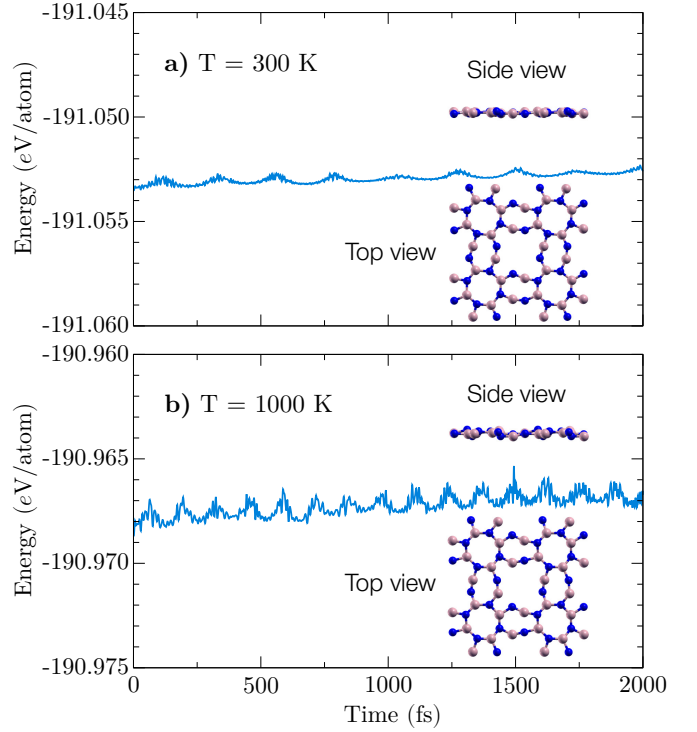 -191.045
a) T = 300 K
Side view
-191.050
Energy (eV/atom)
-191.055
Top view
-191.060
-190.960
b) T = 1000 K
Side view
-190.965
Energy (eV/atom)
-190.970
Top view
-190.975
0 500 1000 1500 2000
Time (fs)